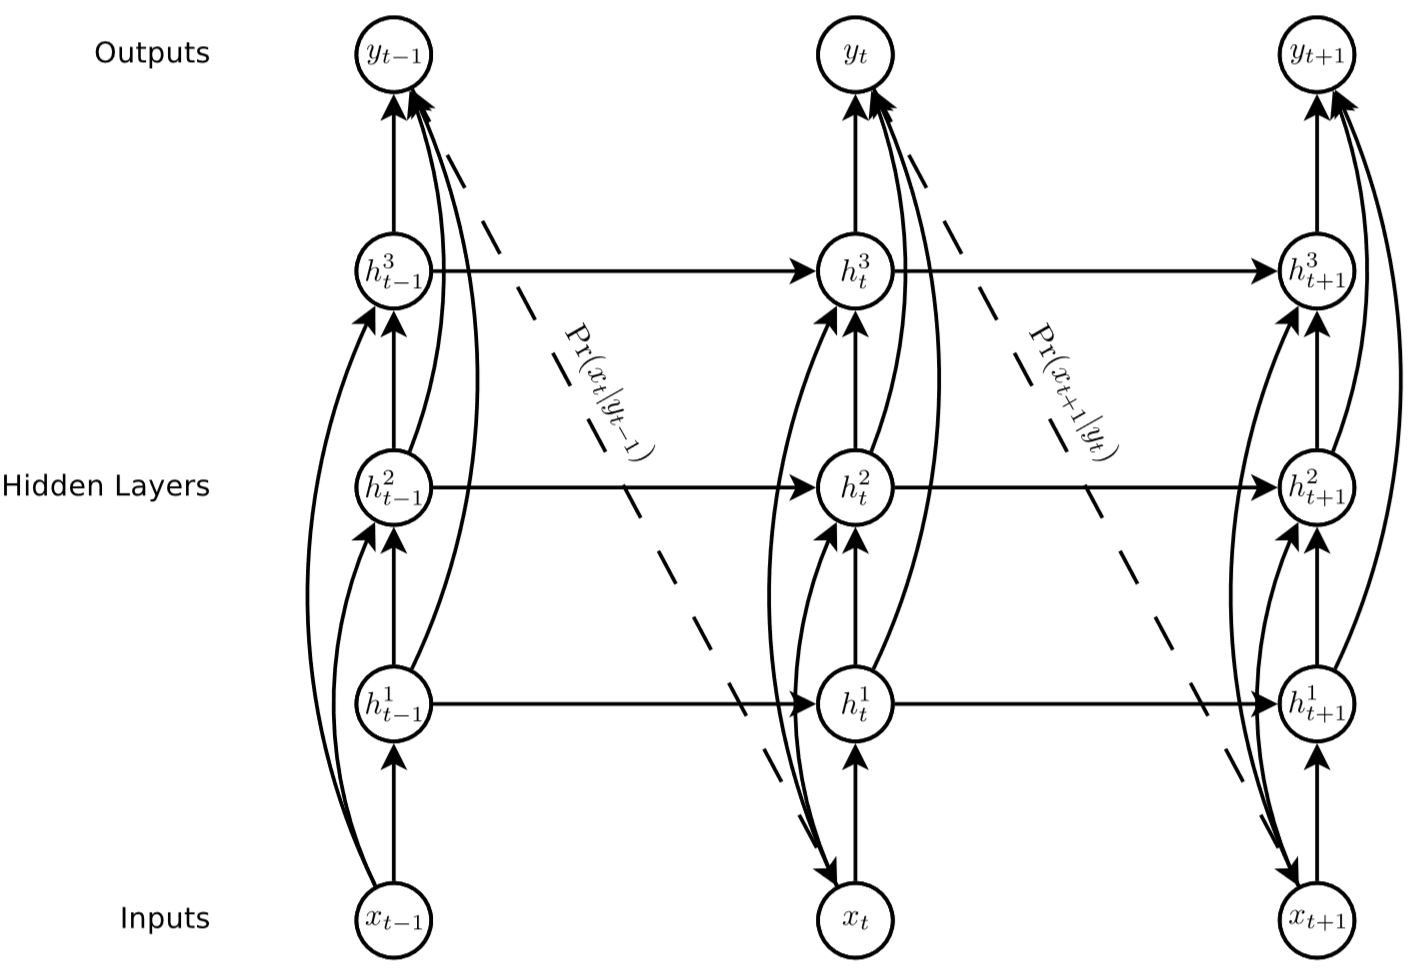 Outputs
y_{t-1}
y_t
y_{t+1}
h^3_{t-1}
h^3_t
h^3_{t+1}
Pr(x_t|y_{t-1})
Pr(x_{t+1}|y_t)
Hidden Layers
h^2_{t-1}
h^2_t
h^2_{t+1}
h^1_{t-1}
h^1_t
h^1_{t+1}
Inputs
x_{t-1}
x_t
x_{t+1}